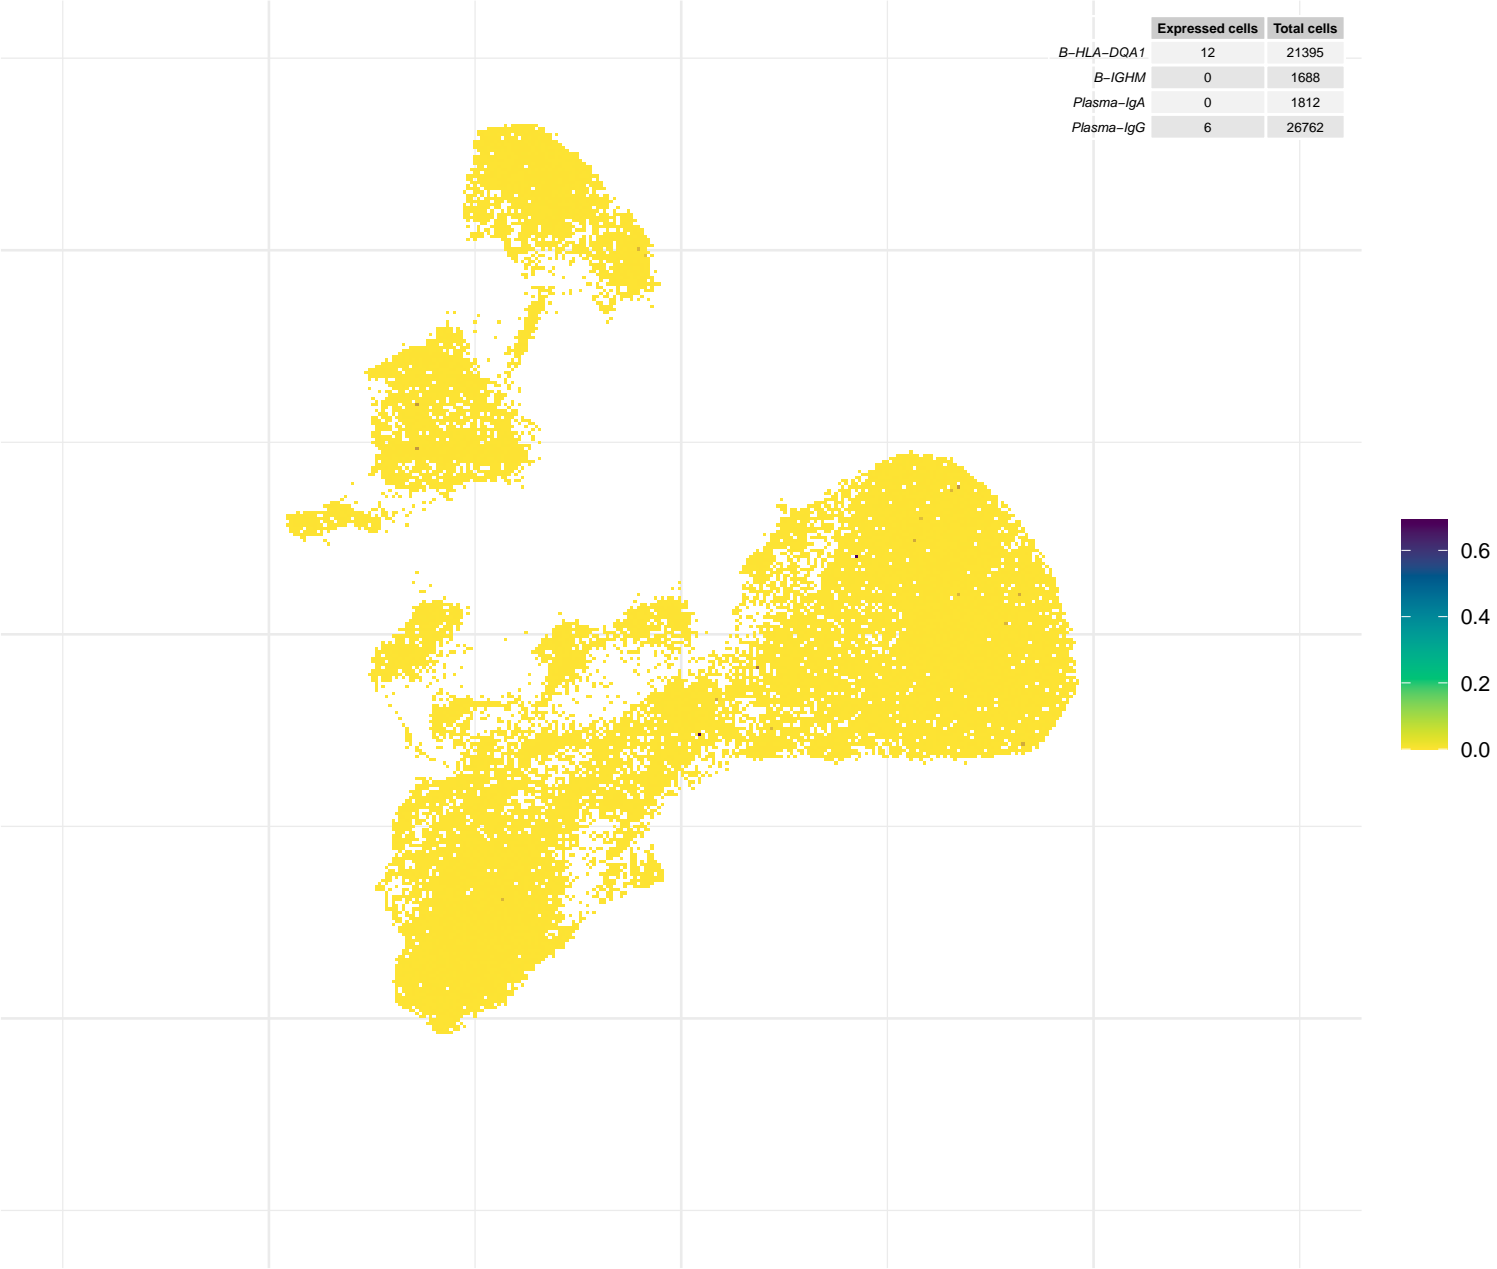 Expressed cells Total cells
B−HLA−DQA1 12 21395
B−IGHM 0 1688
Plasma−IgA 0 1812
Plasma−IgG 6 26762
0.6
0.4
0.2
0.0